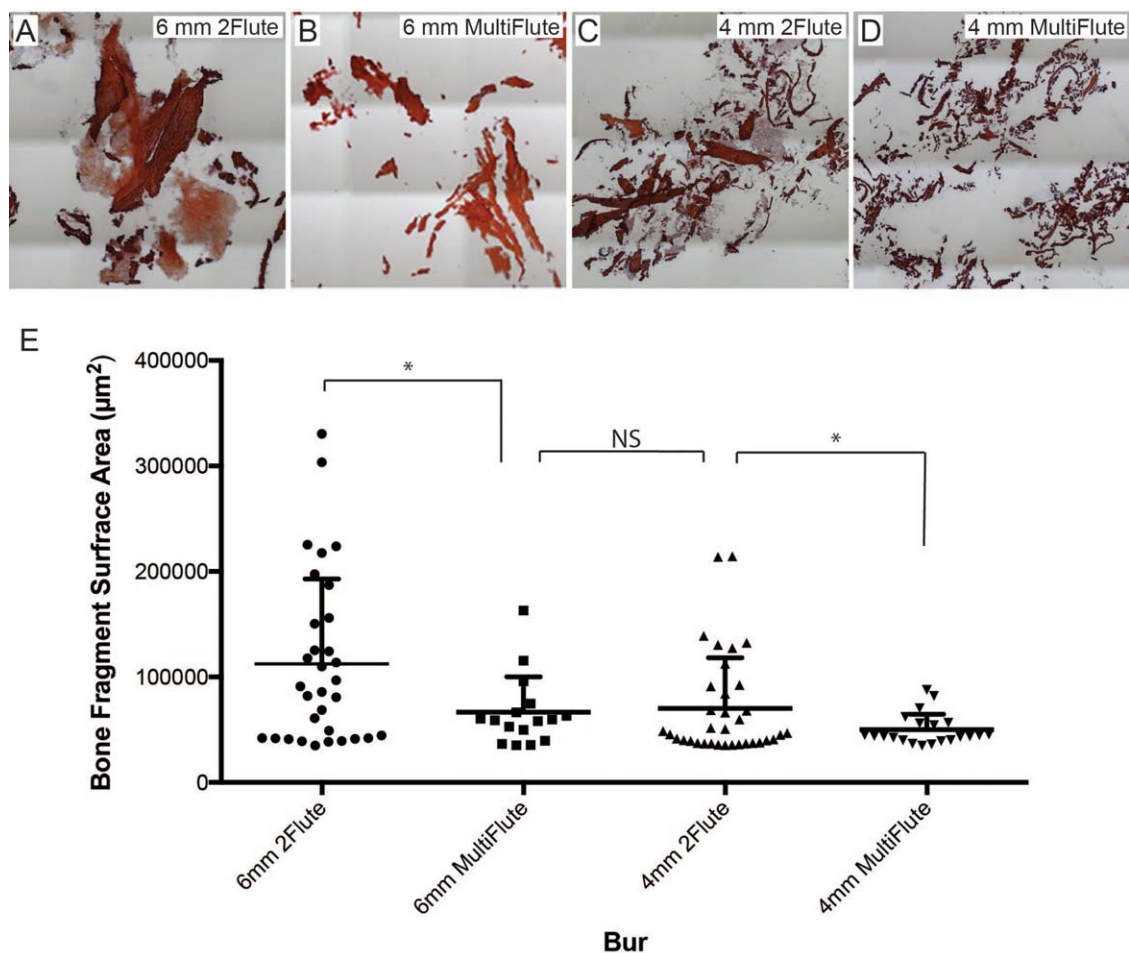 A
6 mm 2Flute
B
6 mm MultiFlute
C
4 mm 2Flute
D
4 mm MultiFlute
E
Bone Fragment Surfrace Area (µm²)
400000
300000
200000
100000
0
*
NS
*
6mm 2Flute
6mm MultiFlute
4mm 2Flute
4mm MultiFlute
Bur